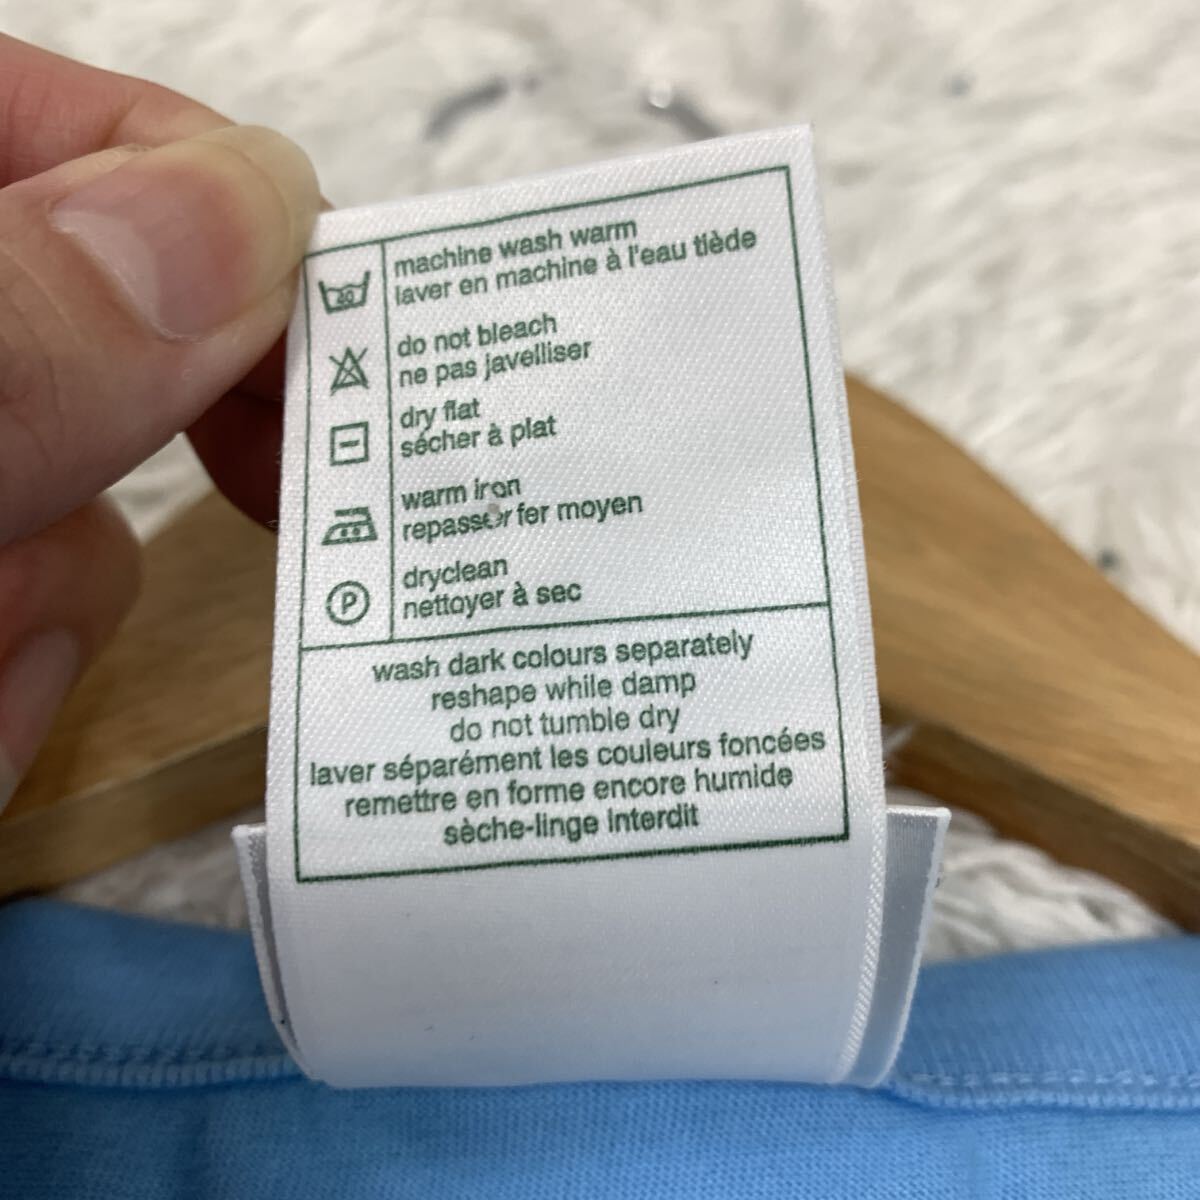 40
machine wash warm
laver en machine à l'eau tiède
do not bleach
ne pas javelliser
dry flat
sécher à plat
warm iron
repasser fer moyen
P
dryclean
nettoyer à sec
wash dark colours separately
reshape while damp
do not tumble dry
laver séparément les couleurs foncées
remettre en forme encore humide
sèche-linge interdit